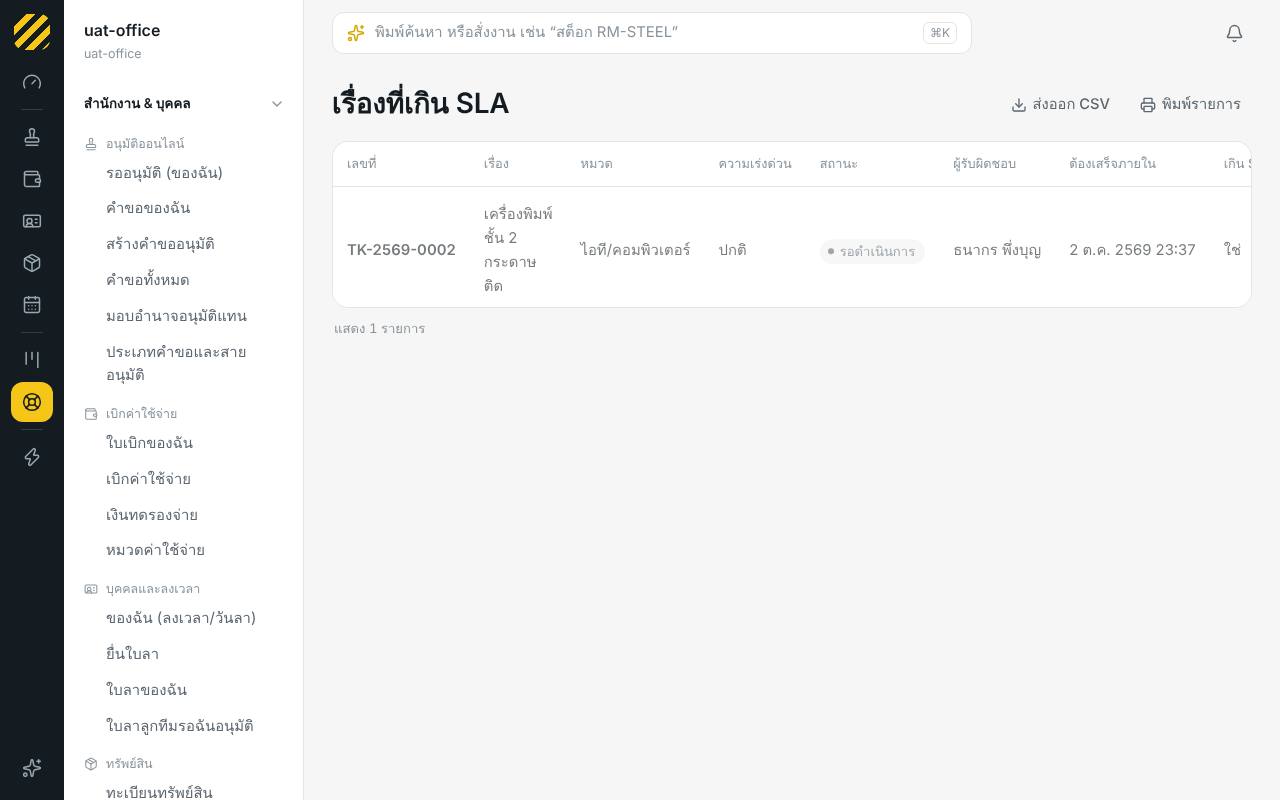 uat-office
uat-office
สำนักงาน & บุคคล
อนุมัติออนไลน์
รออนุมัติ (ของฉัน)
คำขอของฉัน
สร้างคำขออนุมัติ
คำขอทั้งหมด
มอบอำนาจอนุมัติแทน
ประเภทคำขอและสาย
อนุมัติ
เบิกค่าใช้จ่าย
ใบเบิกของฉัน
เบิกค่าใช้จ่าย
เงินทดรองจ่าย
หมวดค่าใช้จ่าย
บุคคลและลงเวลา
ของฉัน (ลงเวลา/วันลา)
ยื่นใบลา
ใบลาของฉัน
ใบลาลูกทีมรอฉันอนุมัติ
ทรัพย์สิน
ทะเบียนทรัพย์สิน
พิมพ์ค้นหา หรือสั่งงาน เช่น “สต็อก RM-STEEL” ⌘K
เรื่องที่เกิน SLA
ส่งออก CSV พิมพ์รายการ
เลขที่ เรื่อง หมวด ความเร่งด่วน สถานะ ผู้รับผิดชอบ ต้องเสร็จภายใน เกิน
TK-2569-0002 เครื่องพิมพ์ ชั้น 2 กระดาษ ติด ไอที/คอมพิวเตอร์ ปกติ รอดำเนินการ ธนากร พึ่งบุญ 2 ต.ค. 2569 23:37 ใช่
แสดง 1 รายการ